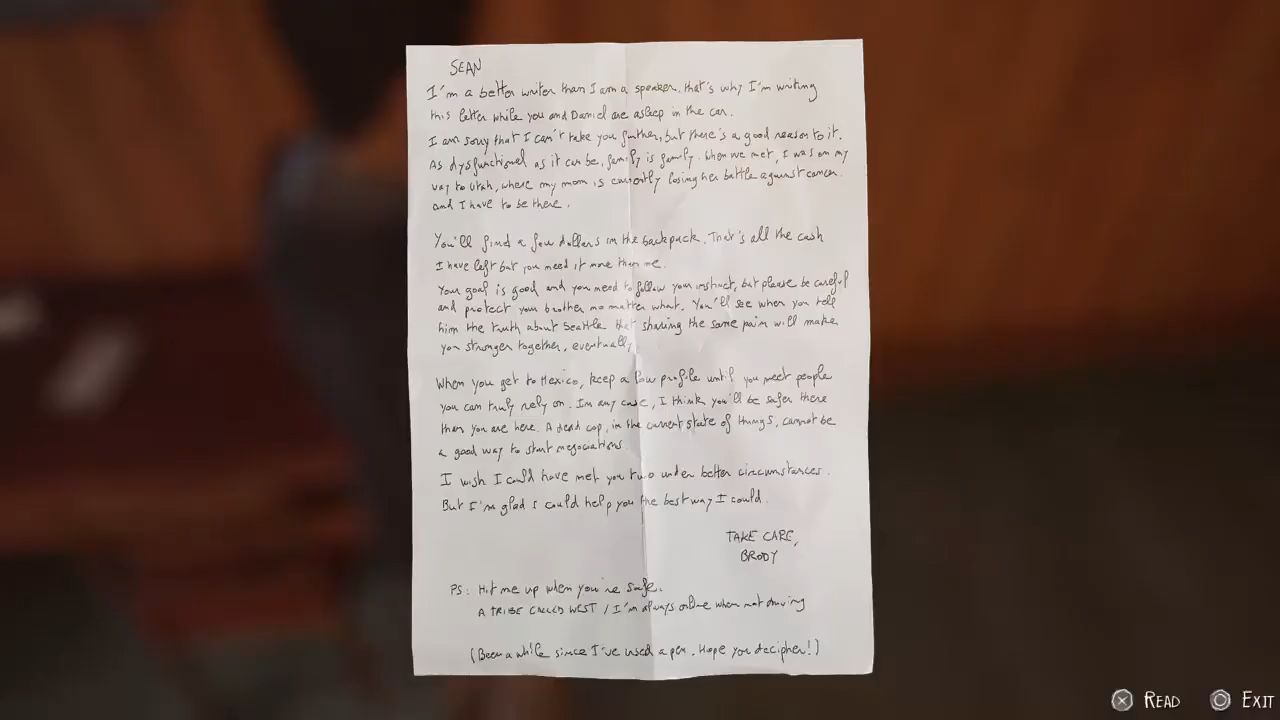 SEAN
I'm a better writer than I am a speaker, that's why I'm writing
this letter while you and Daniel are asleep in the car.
I am sorry that I can't take you further, but there's a good reason to it.
As dysfunctional as it can be, family is family. When we met, I was on my
way to Utah, where my mom is currently losing her battle against cancer.
and I have to be there.
You'll find a few dollars in the backpack. That's all the cash
I have left but you need it more than me.
Your goal is good and you need to follow your instinct, but please be careful
and protect your brother no matter what. You'll see when you tell
him the truth about Seattle that sharing the same pain will make
you stronger together, eventually.
When you get to Mexico, keep a low profile until you meet people
you can truly rely on. In any case, I think you'll be safer there
than you are here. A dead cop, in the current state of things, cannot be
a good way to start negociations.
I wish I could have met you two under better circumstances.
But I'm glad I could help you the best way I could.
TAKE CARE,
BRODY
PS: Hit me up when you're safe.
A TRIBE CALLED WEST / I'm always online when not driving
(Been a while since I've used a pen. Hope you decipher!)
READ
EXIT